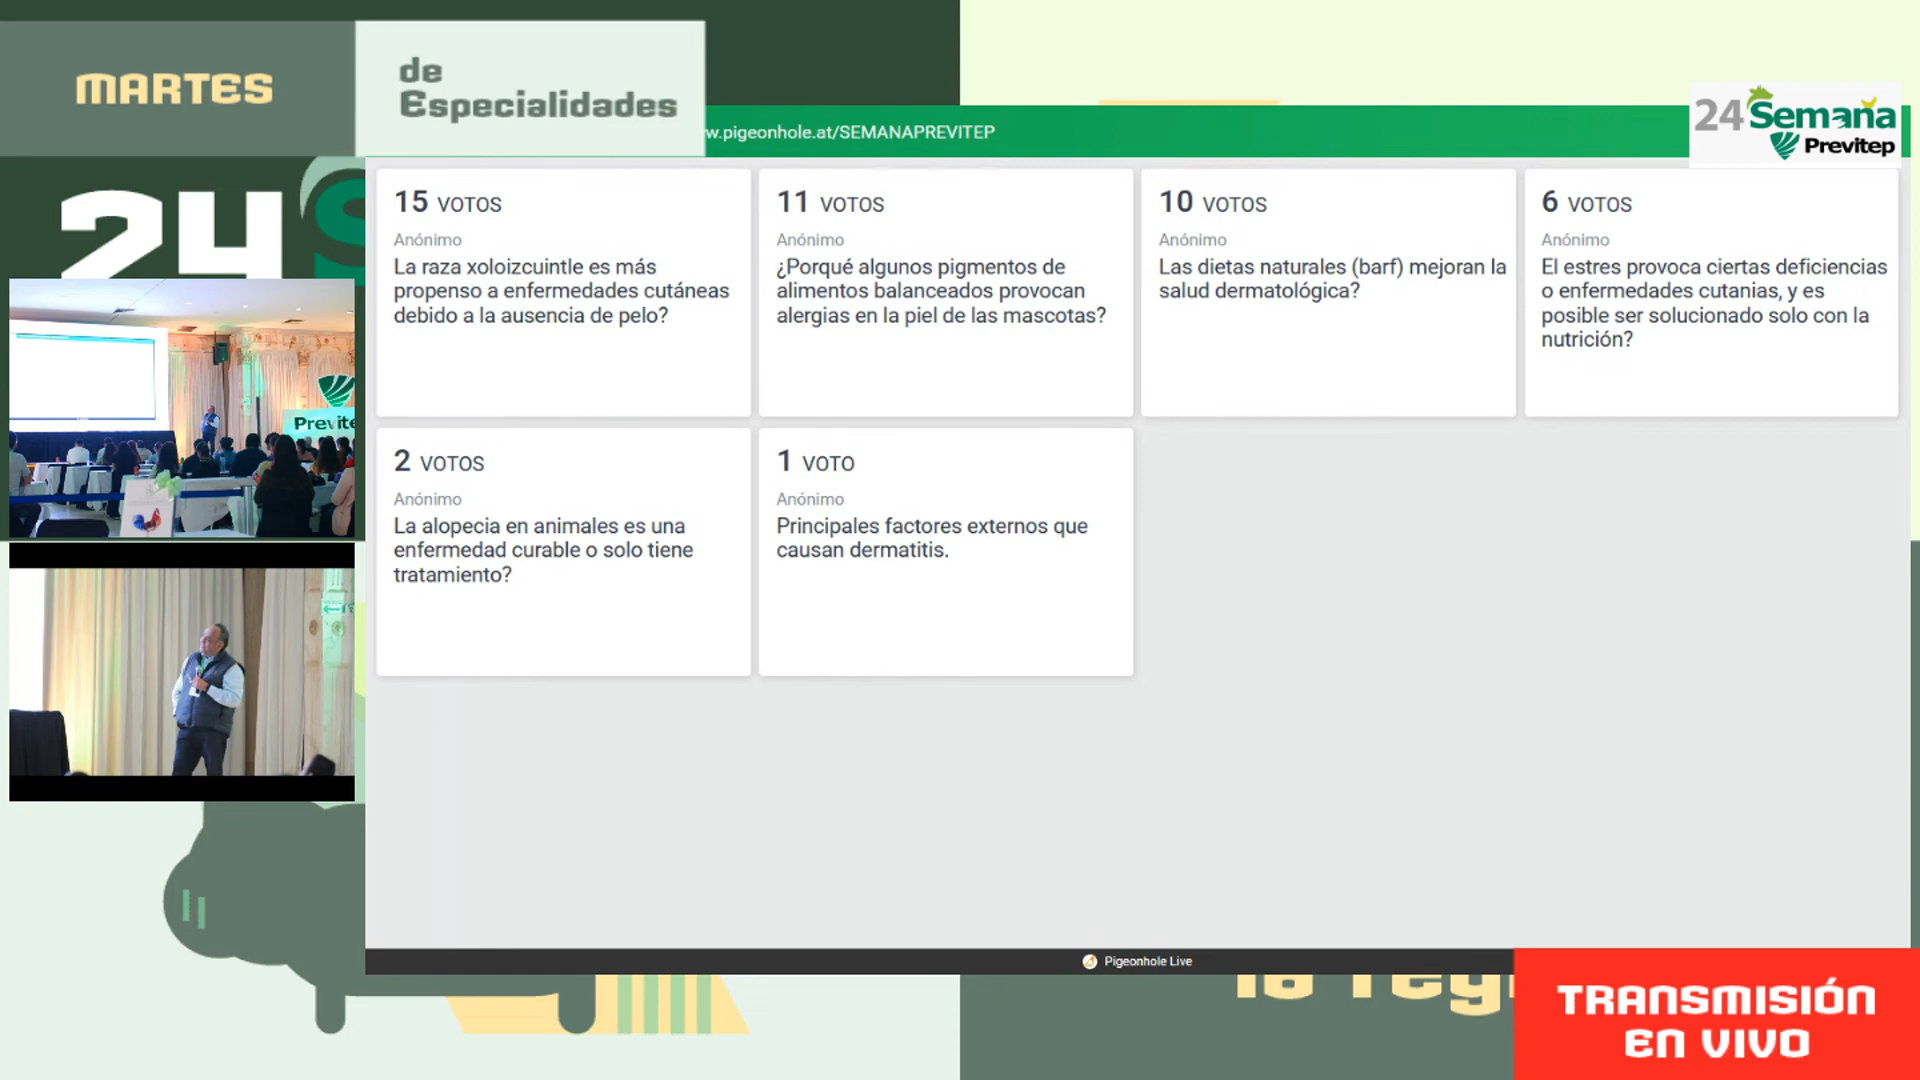 MARTES
de
Especialidades
w.pigeonhole.at/SEMANAPREVITEP
24 Semana
Previtep
24
15 VOTOS
Anónimo
La raza xoloizcuintle es más
propenso a enfermedades cutáneas
debido a la ausencia de pelo?
11 VOTOS
Anónimo
¿Porqué algunos pigmentos de
alimentos balanceados provocan
alergias en la piel de las mascotas?
10 VOTOS
Anónimo
Las dietas naturales (barf) mejoran la
salud dermatológica?
6 VOTOS
Anónimo
El estres provoca ciertas deficiencias
o enfermedades cutanias, y es
posible ser solucionado solo con la
nutrición?
2 VOTOS
Anónimo
La alopecia en animales es una
enfermedad curable o solo tiene
tratamiento?
1 VOTO
Anónimo
Principales factores externos que
causan dermatitis.
Previte
Pigeonhole Live
la reg
TRANSMISIÓN
EN VIVO